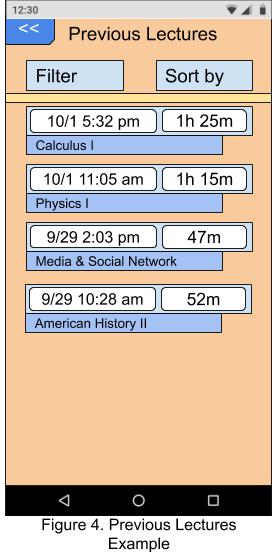 12:30
<<
Previous Lectures
Filter
Sort by
10/1 5:32 pm
1h 25m
Calculus I
10/1 11:05 am
1h 15m
Physics I
9/29 2:03 pm
47m
Media & Social Network
9/29 10:28 am
52m
American History II
Figure 4. Previous Lectures
Example